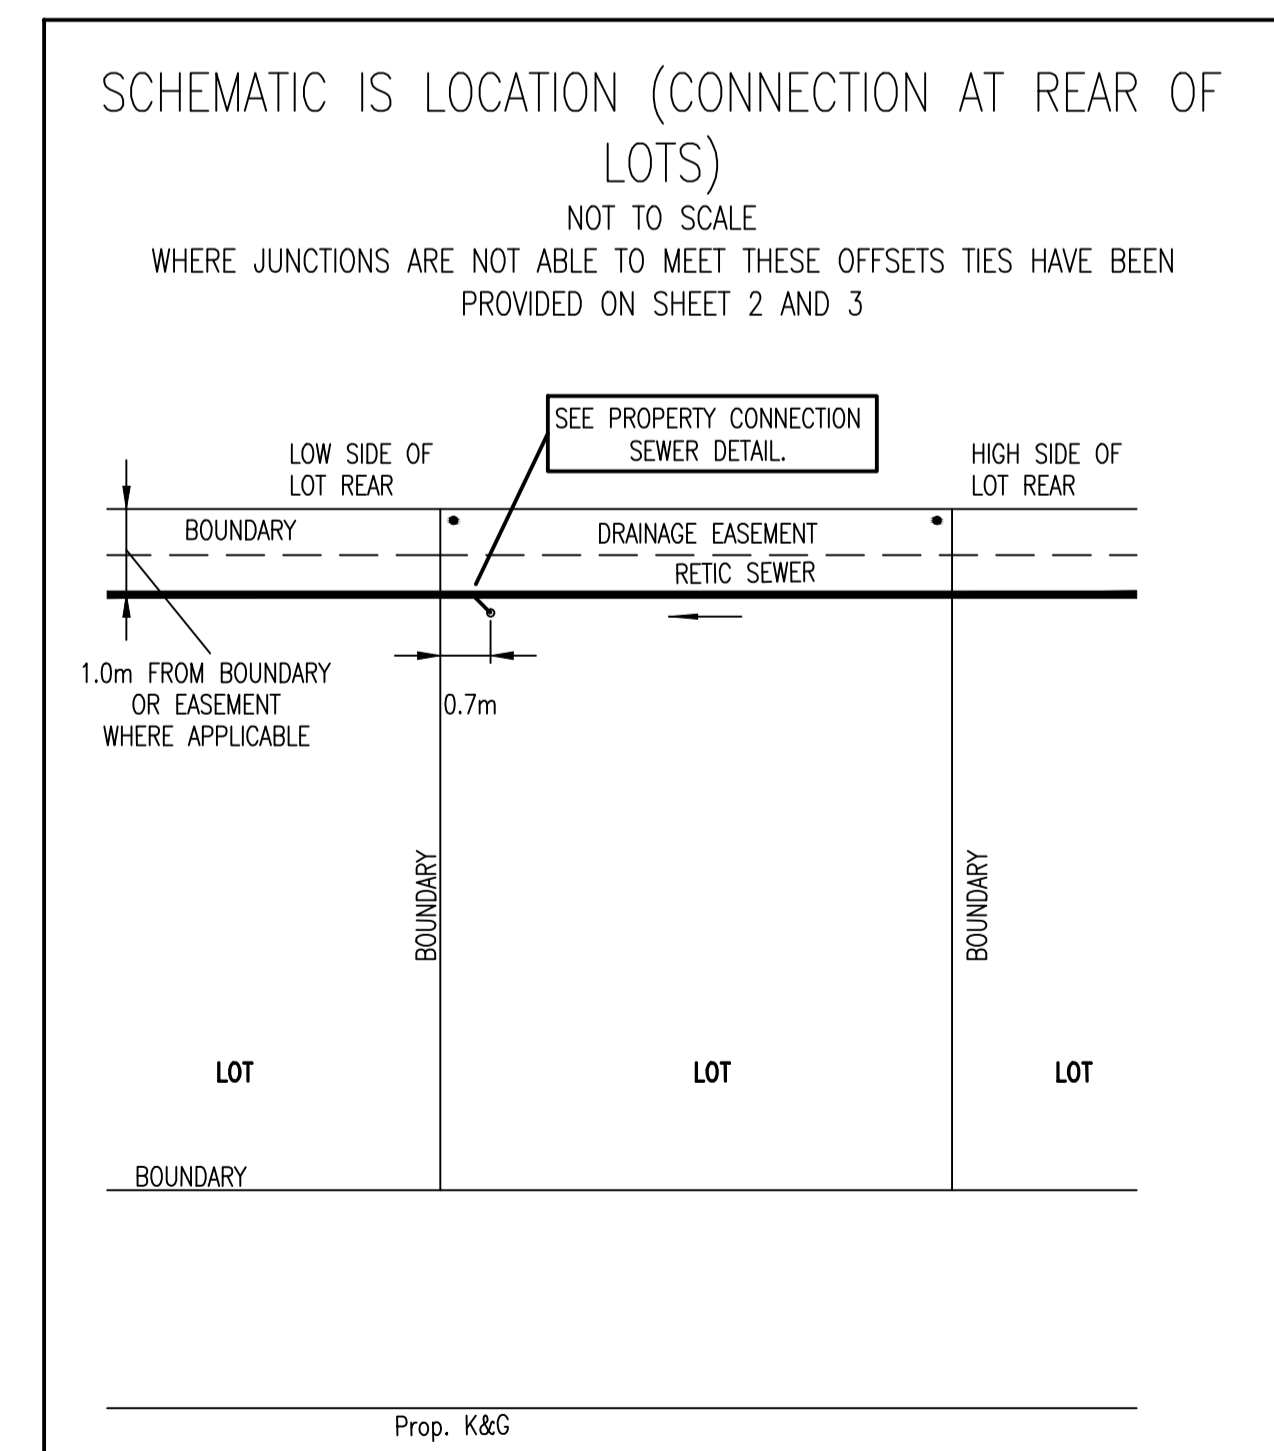 SCHEMATIC IS LOCATION (CONNECTION AT REAR OF
LOTS)
NOT TO SCALE
WHERE JUNCTIONS ARE NOT ABLE TO MEET THESE OFFSETS TIES HAVE BEEN
PROVIDED ON SHEET 2 AND 3
SEE PROPERTY CONNECTION
SEWER DETAIL.
LOW SIDE OF
LOT REAR
HIGH SIDE OF
LOT REAR
BOUNDARY
DRAINAGE EASEMENT
RETIC SEWER
1.0m FROM BOUNDARY
OR EASEMENT
WHERE APPLICABLE
0.7m
BOUNDARY
BOUNDARY
LOT
LOT
LOT
BOUNDARY
Prop. K&G